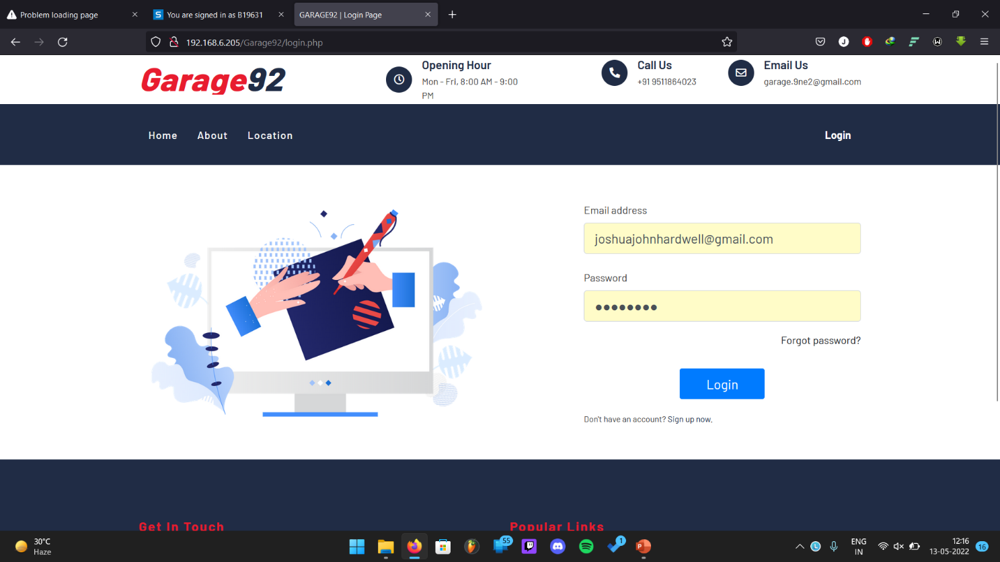 Problem loading page
You are signed in as B19631
GARAGE92 | Login Page
192.168.6.205/Garage92/login.php
Garage92
Opening Hour
Mon - Fri, 8:00 AM - 9:00
PM
Call Us
+91 9511864023
Email Us
garage.9ne2@gmail.com
Home
About
Location
Login
Email address
joshuajohnhardwell@gmail.com
Password
Forgot password?
Login
Don't have an account? Sign up now.
Get In Touch
Popular Links
30°C
Haze
55
1
ENG
IN
12:16
13-05-2022
16